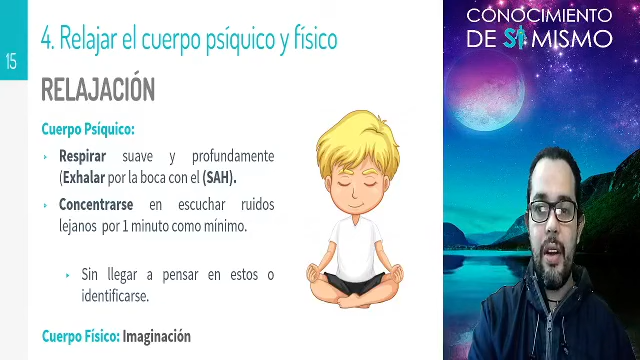 4. Relajar el cuerpo psíquico y físico
15
RELAJACIÓN
Cuerpo Psíquico:
Respirar suave y profundamente
(Exhalar por la boca con el (SAH).
Concentrarse en escuchar ruidos
lejanos por 1 minuto como mínimo.
Sin llegar a pensar en estos o
identificarse.
Cuerpo Físico: Imaginación
CONOCIMIENTO
DE SÍ MISMO